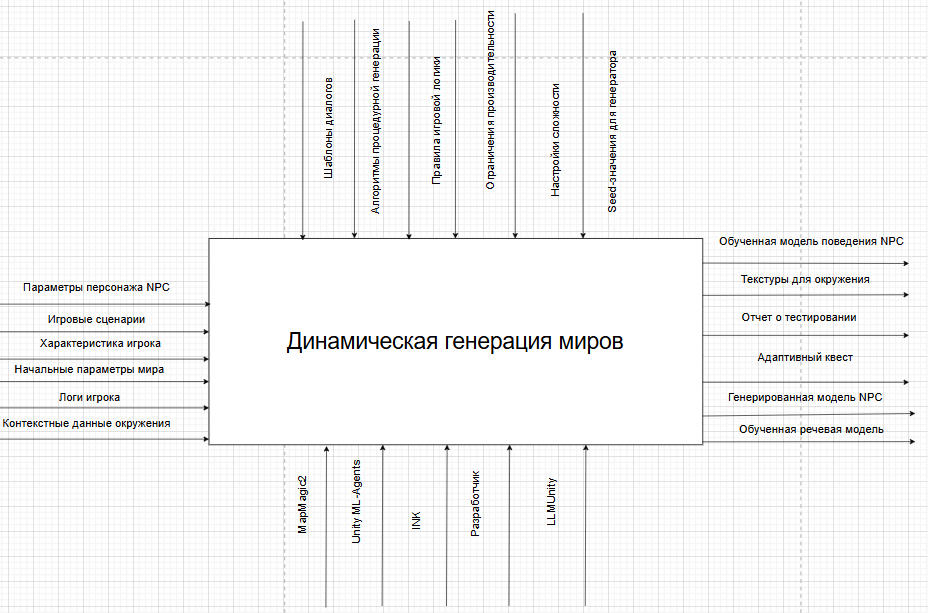 Шаблоны диалогов
Алгоритмы процедурной генерации
Правила игровой логики
Ограничения производительности
Настройки сложности
Seed-значения для генератора
Параметры персонажа NPC
Игровые сценарии
Характеристика игрока
Начальные параметры мира
Логи игрока
Контекстные данные окружения
Динамическая генерация миров
Обученная модель поведения NPC
Текстуры для окружения
Отчет о тестировании
Адаптивный квест
Генерированная модель NPC
Обученная речевая модель
MapMagic2
Unity ML-Agents
INK
Разработчик
LLMUnity